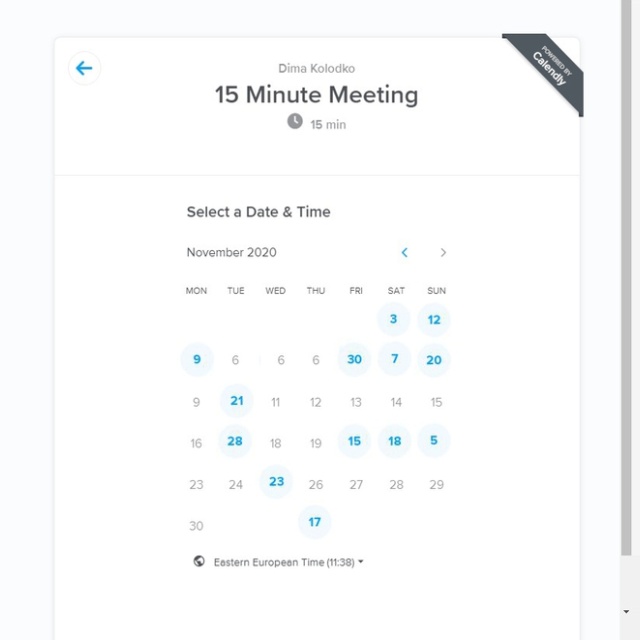 POWERED BY
Calendly
Dima Kolodko
15 Minute Meeting
15 min
Select a Date & Time
November 2020
MON TUE WED THU FRI SAT SUN
3 12
9 6 6 6 30 7 20
9 21 11 12 13 14 15
16 28 18 19 15 18 5
23 24 23 26 27 28 29
30 17
Eastern European Time (11:38)